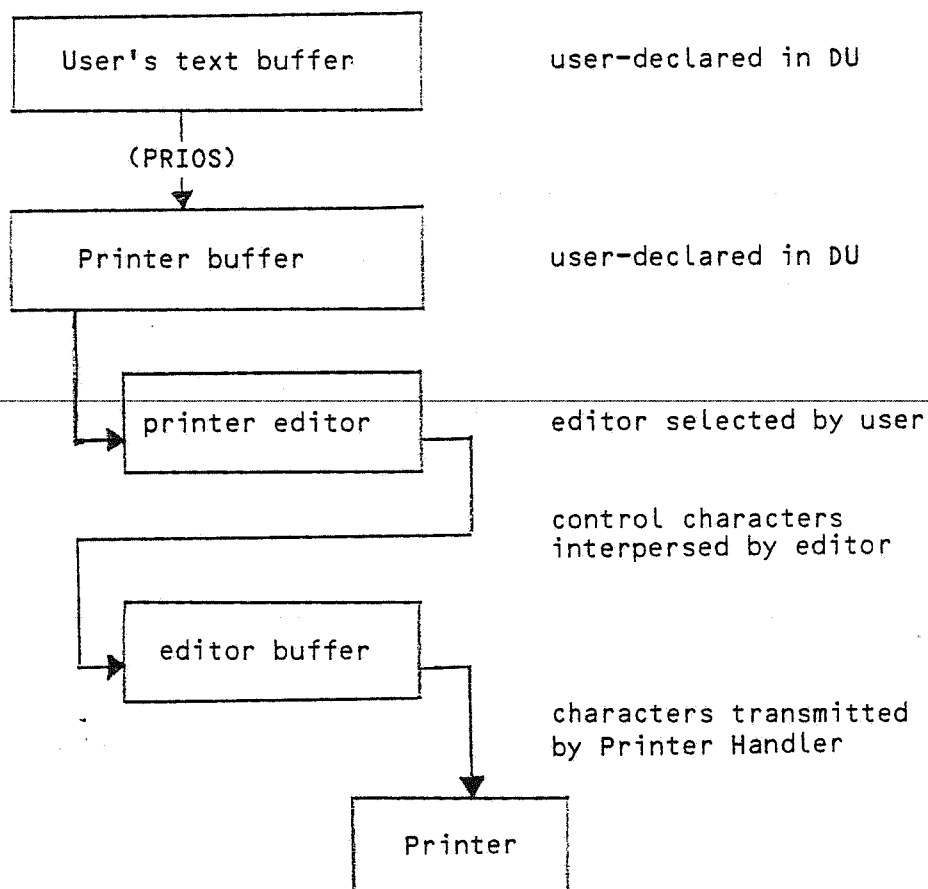 User's text buffer
user-declared in DU
(PRIOS)
Printer buffer
user-declared in DU
printer editor
editor selected by user
control characters
interpersed by editor
editor buffer
characters transmitted
by Printer Handler
Printer